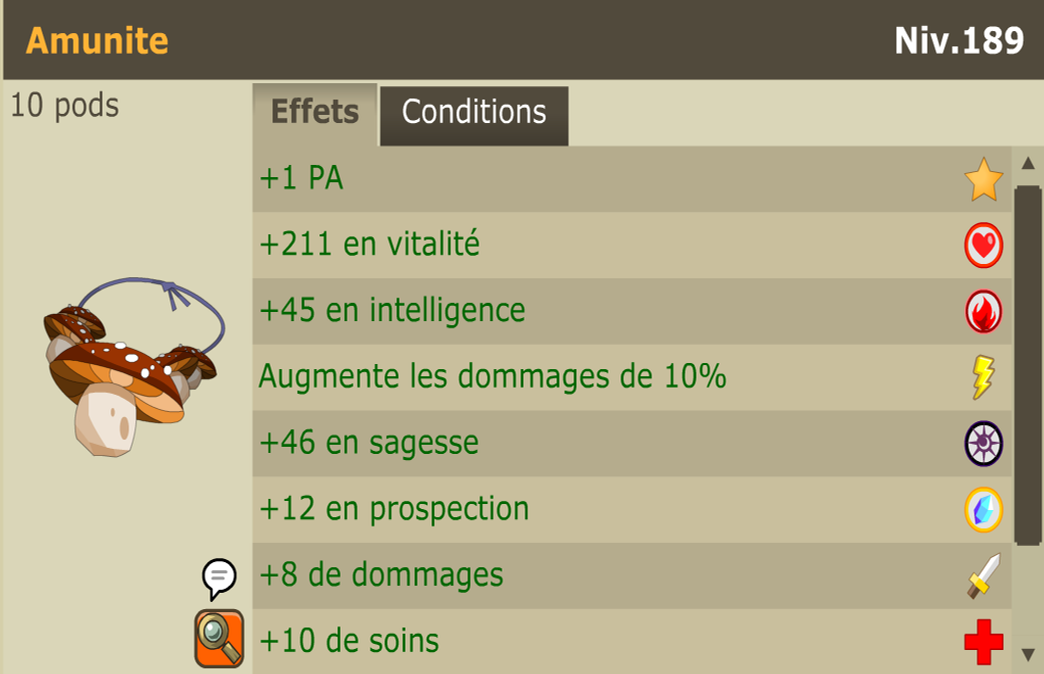 Amunite
Niv.189
10 pods
Effets
Conditions
+1 PA
+211 en vitalité
+45 en intelligence
Augmente les dommages de 10%
+46 en sagesse
+12 en prospection
+8 de dommages
+10 de soins